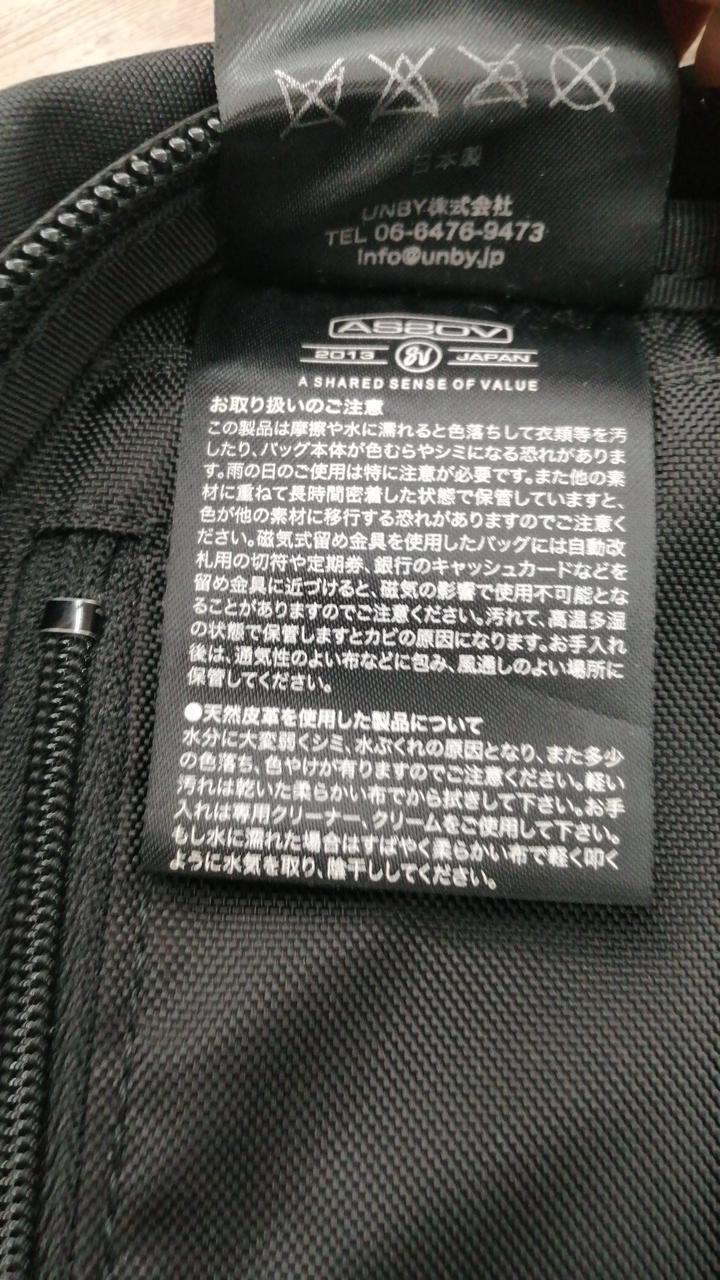 日本製
UNBY株式会社
TEL 06-6476-9473
info@unby.jp
ASSOV
2013 JAPAN
A SHARED SENSE OF VALUE
お取り扱いのご注意
この製品は摩擦や水に濡れると色落ちして衣類等を汚
したり、バッグ本体が色むらやシミになる恐れがありま
す。雨の日のご使用は特に注意が必要です。また他の素
材に重ねて長時間密着した状態で保管していますと、
色が他の素材に移行する恐れがありますのでご注意く
ださい。磁気式留め金具を使用したバッグには自動改
札用の切符や定期券、銀行のキャッシュカードなどを
留め金具に近づけると、磁気の影響で使用不可能とな
ることがありますのでご注意ください。汚れて、高温多湿
の状態で保管しますとカビの原因になります。お手入れ
後は、通気性のよい布などに包み、風通しのよい場所に
保管してください。
●天然皮革を使用した製品について
水分に大変弱くシミ、水ぶくれの原因となり、また多少
の色落ち、色やけが有りますのでご注意ください。軽い
汚れは乾いた柔らかい布でから拭きして下さい。お手
入れは専用クリーナー、クリームをご使用して下さい。
もし水に濡れた場合はすばやく柔らかい布で軽く叩く
ように水気を取り、陰干ししてください。